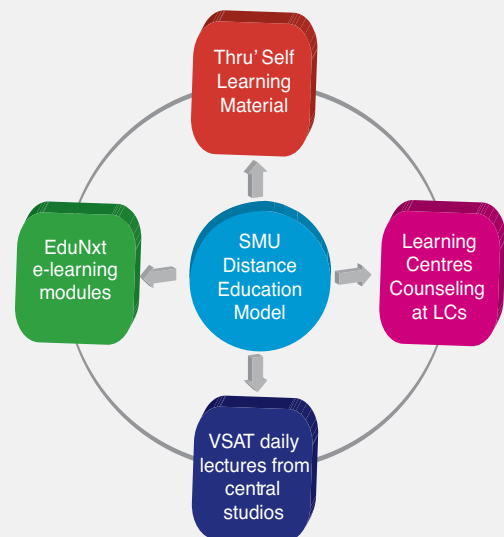 Thru' Self
Learning
Material
EduNxt
e-learning
modules
SMU
Distance
Education
Model
Learning
Centres
Counseling
at LCs
VSAT daily
lectures from
central
studios